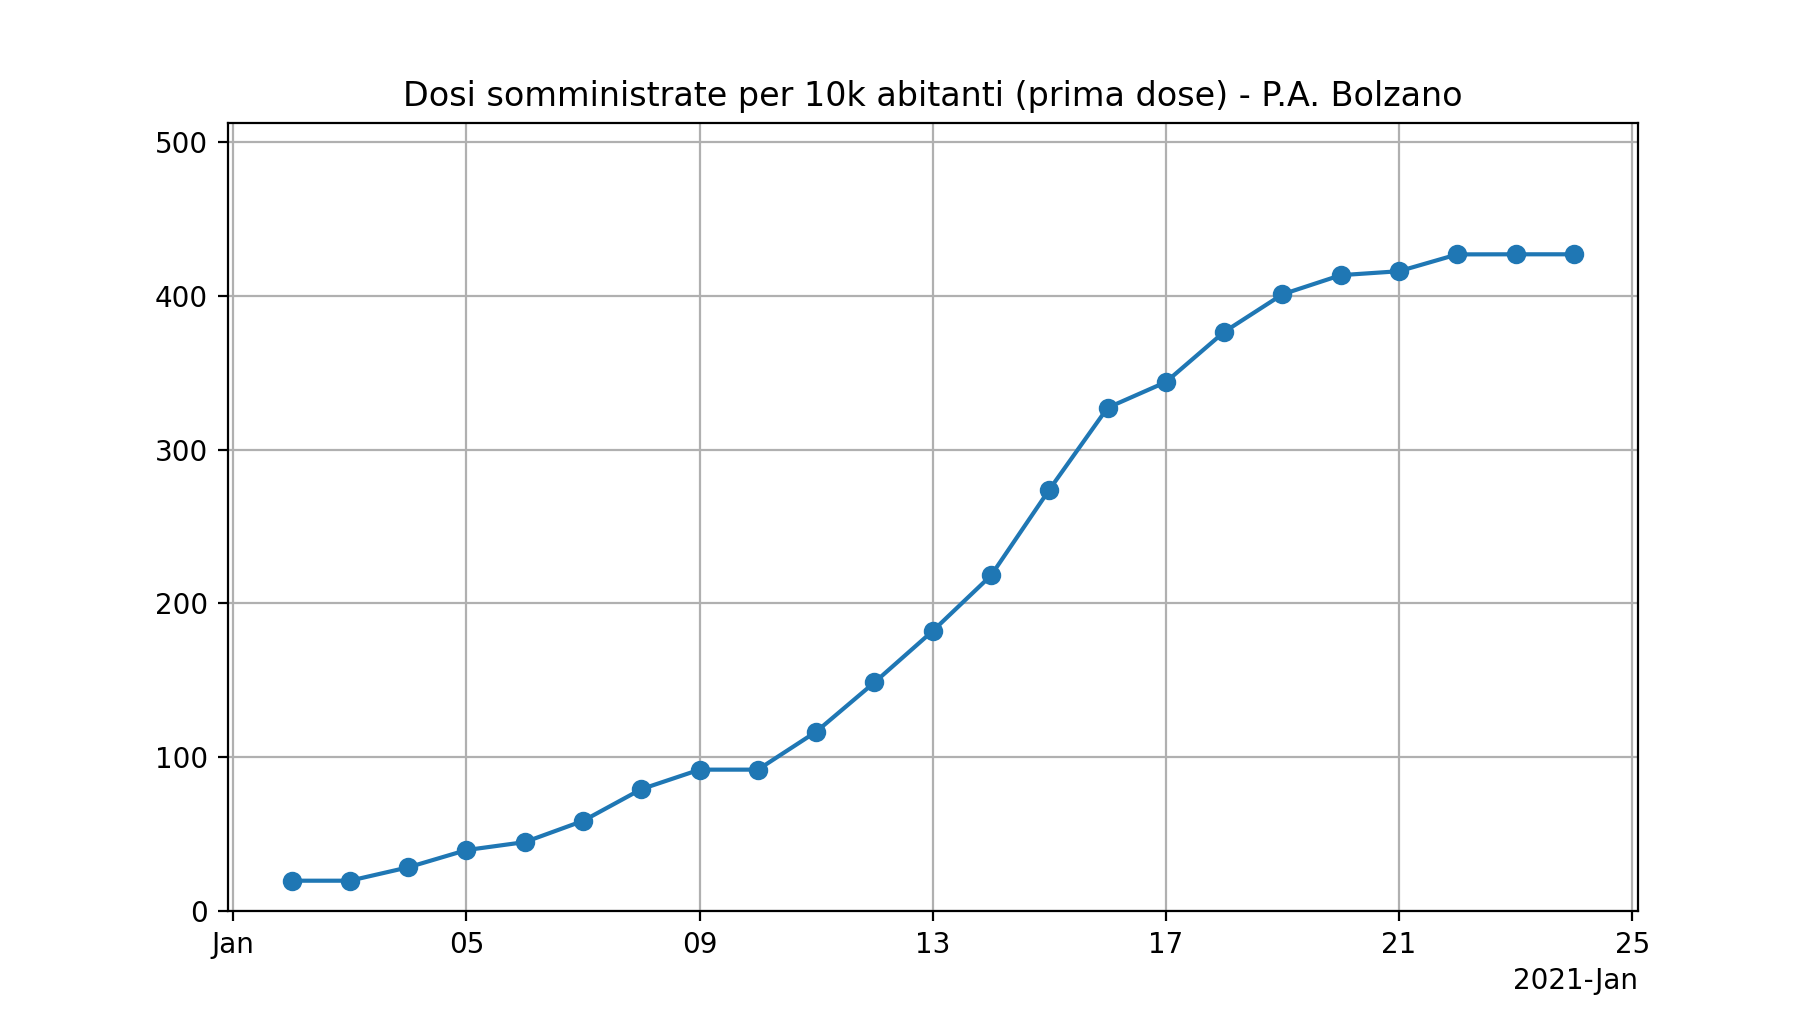 Dosi somministrate per 10k abitanti (prima dose) - P.A. Bolzano
500
400
300
200
100
0
Jan 05 09 13 17 21 25
2021-Jan